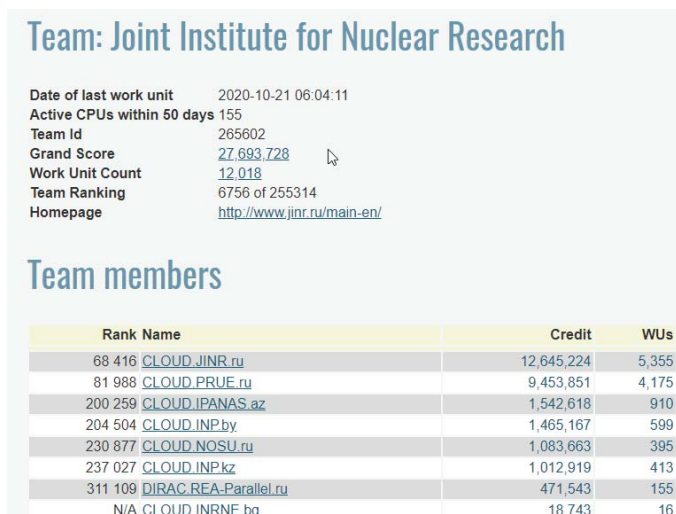 Team: Joint Institute for Nuclear Research
Date of last work unit 2020-10-21 06:04:11
Active CPUs within 50 days 155
Team Id 265602
Grand Score 27,693,728
Work Unit Count 12,018
Team Ranking 6756 of 255314
Homepage http://www.jinr.ru/main-en/
Team members
Rank Name Credit WUs
68 416 CLOUD.JINR.ru 12,645,224 5,355
81 988 CLOUD.PRUE.ru 9,453,851 4,175
200 259 CLOUD.IPANAS.az 1,542,618 910
204 504 CLOUD.INP.by 1,465,167 599
230 877 CLOUD.NOSU.ru 1,083,663 395
237 027 CLOUD.INP.kz 1,012,919 413
311 109 DIRAC.REA-Parallel.ru 471,543 155
N/A CLOUD.INRNE.bg 18,743 16